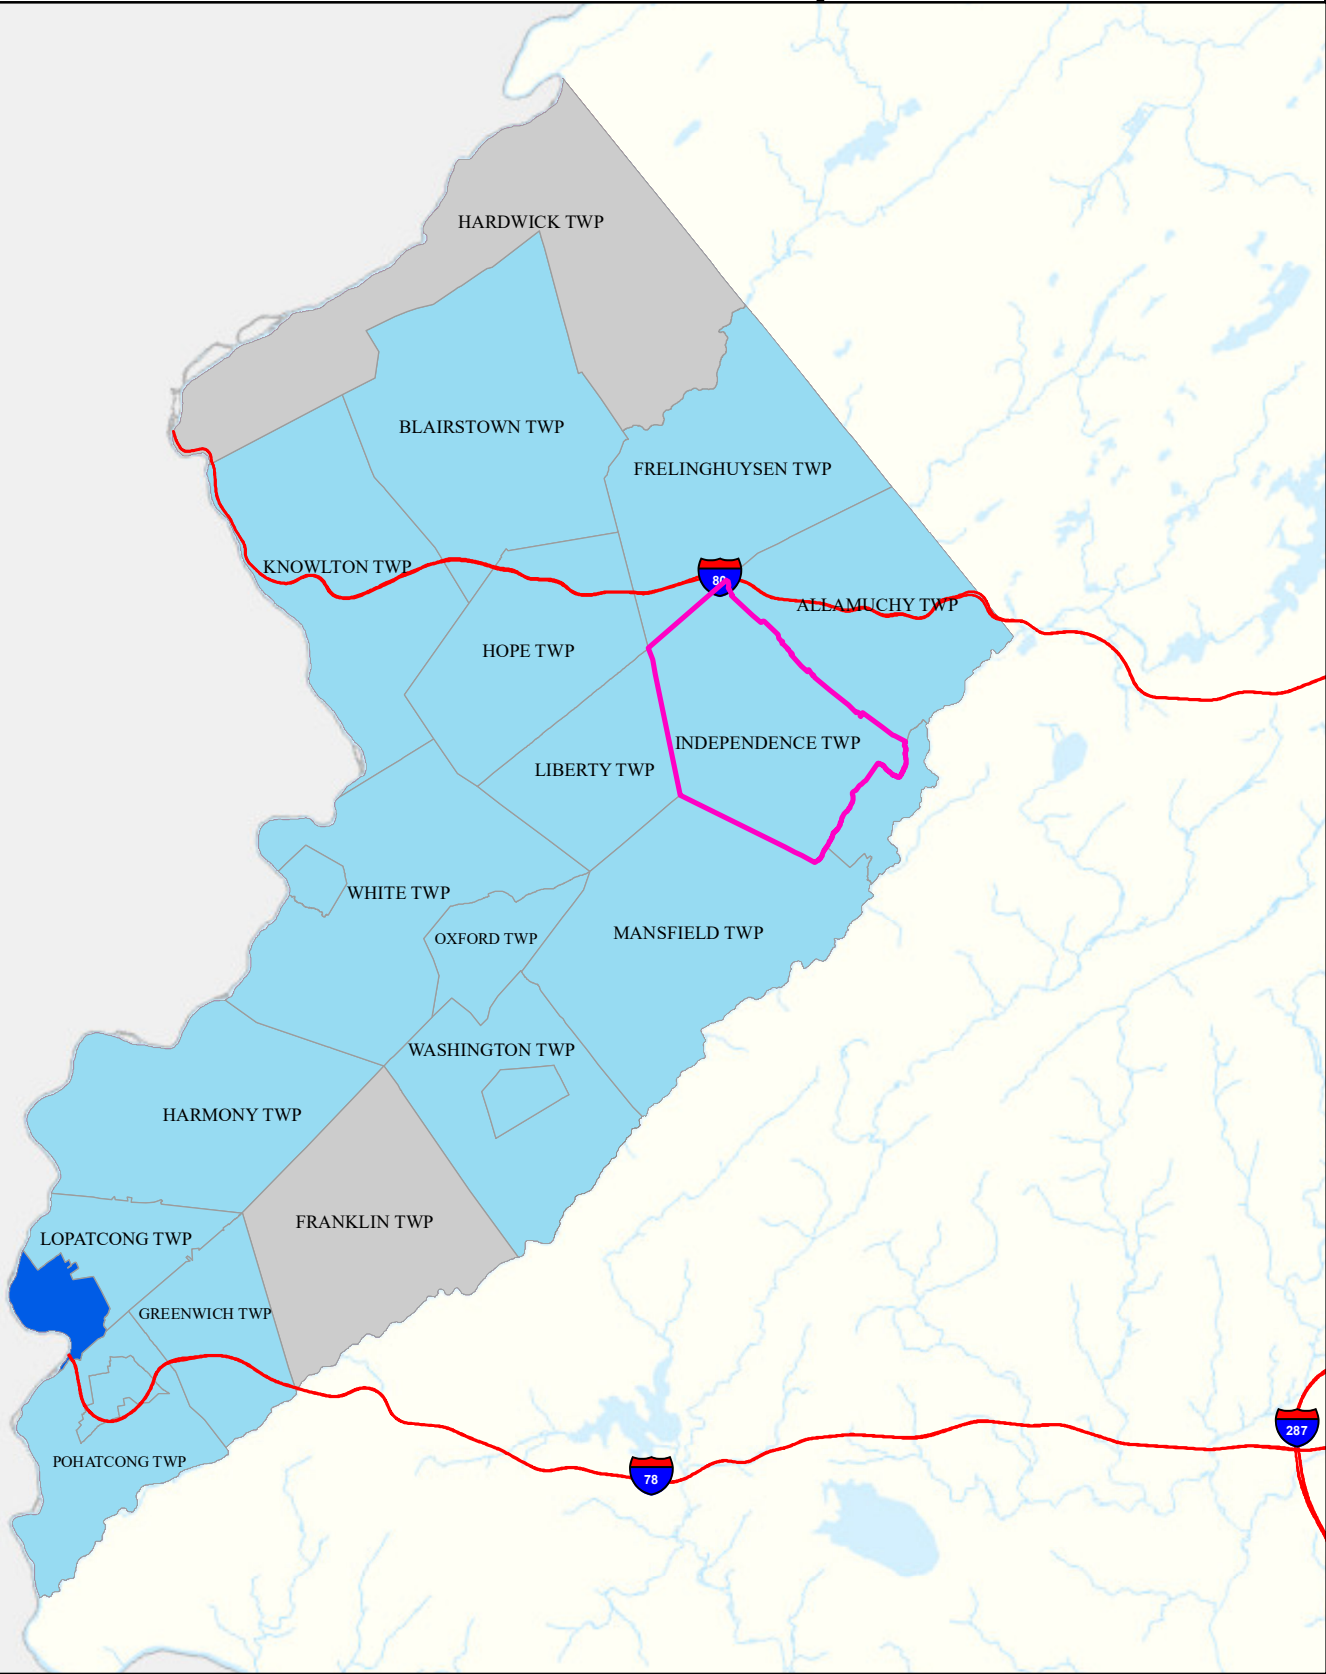 HARDWICK TWP
BLAIRSTOWN TWP
FRELINGHUYSEN TWP
KNOWLTON TWP
80
ALLAMUCHY TWP
HOPE TWP
INDEPENDENCE TWP
LIBERTY TWP
WHITE TWP
OXFORD TWP
MANSFIELD TWP
WASHINGTON TWP
HARMONY TWP
FRANKLIN TWP
LOPATCONG TWP
GREENWICH TWP
287
POHATCONG TWP
78